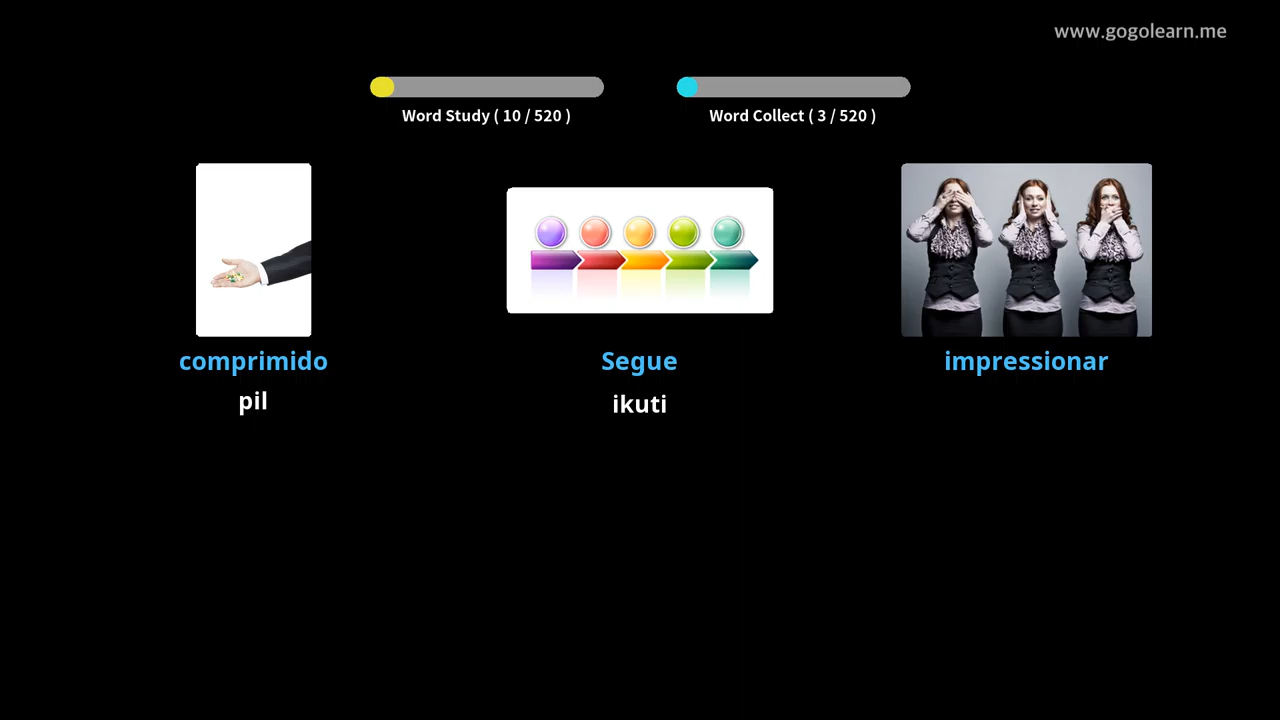 www.gogolearn.me
Word Study ( 10 / 520 )
Word Collect ( 3 / 520 )
comprimido
pil
Segue
ikuti
impressionar